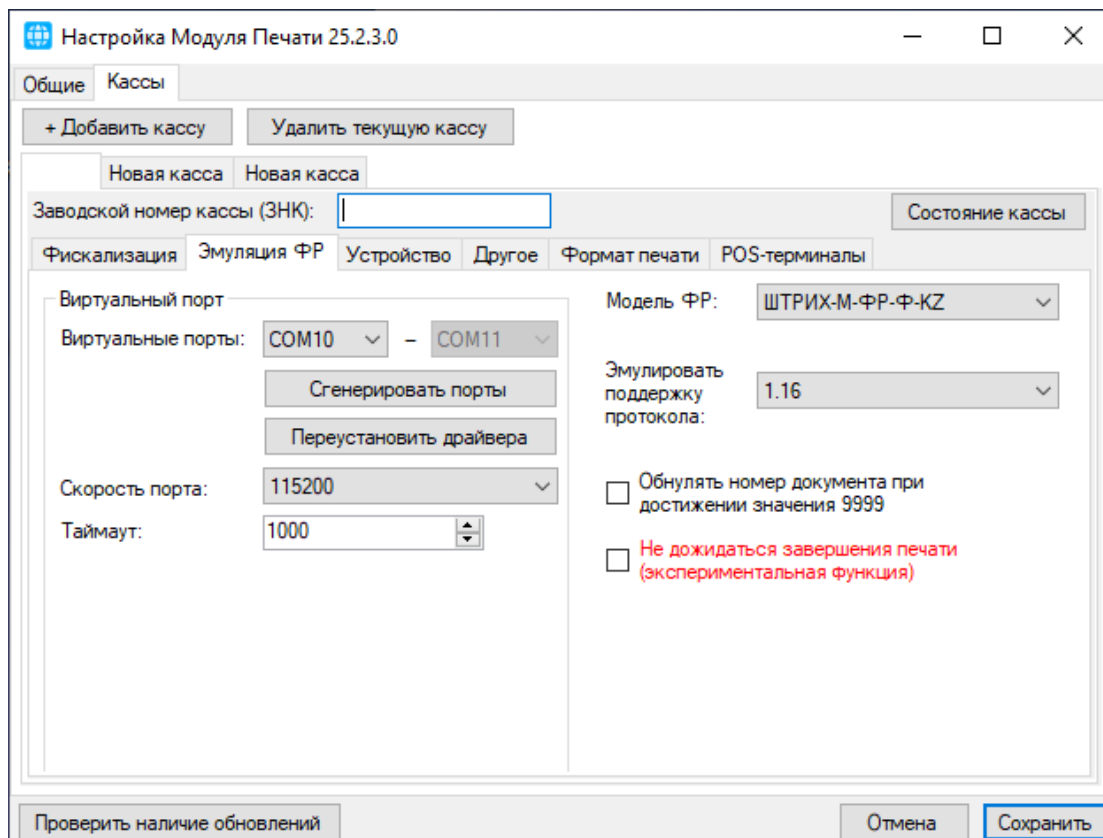 Настройка Модуля Печати 25.2.3.0
Общие Кассы
+ Добавить кассу Удалить текущую кассу
Новая касса Новая касса
Заводской номер кассы (ЗНК): Состояние кассы
Фискализация Эмуляция ФР Устройство Другое Формат печати POS-терминалы
Виртуальный порт
Виртуальные порты: COM10 – COM11
Сгенерировать порты
Переустановить драйвера
Скорость порта: 115200
Таймаут: 1000
Модель ФР: ШТРИХ-М-ФР-Ф-KZ
Эмулировать
поддержку
протокола:
1.16
Обнулять номер документа при
достижении значения 9999
Не дожидаться завершения печати
(экспериментальная функция)
Проверить наличие обновлений Отмена Сохранить